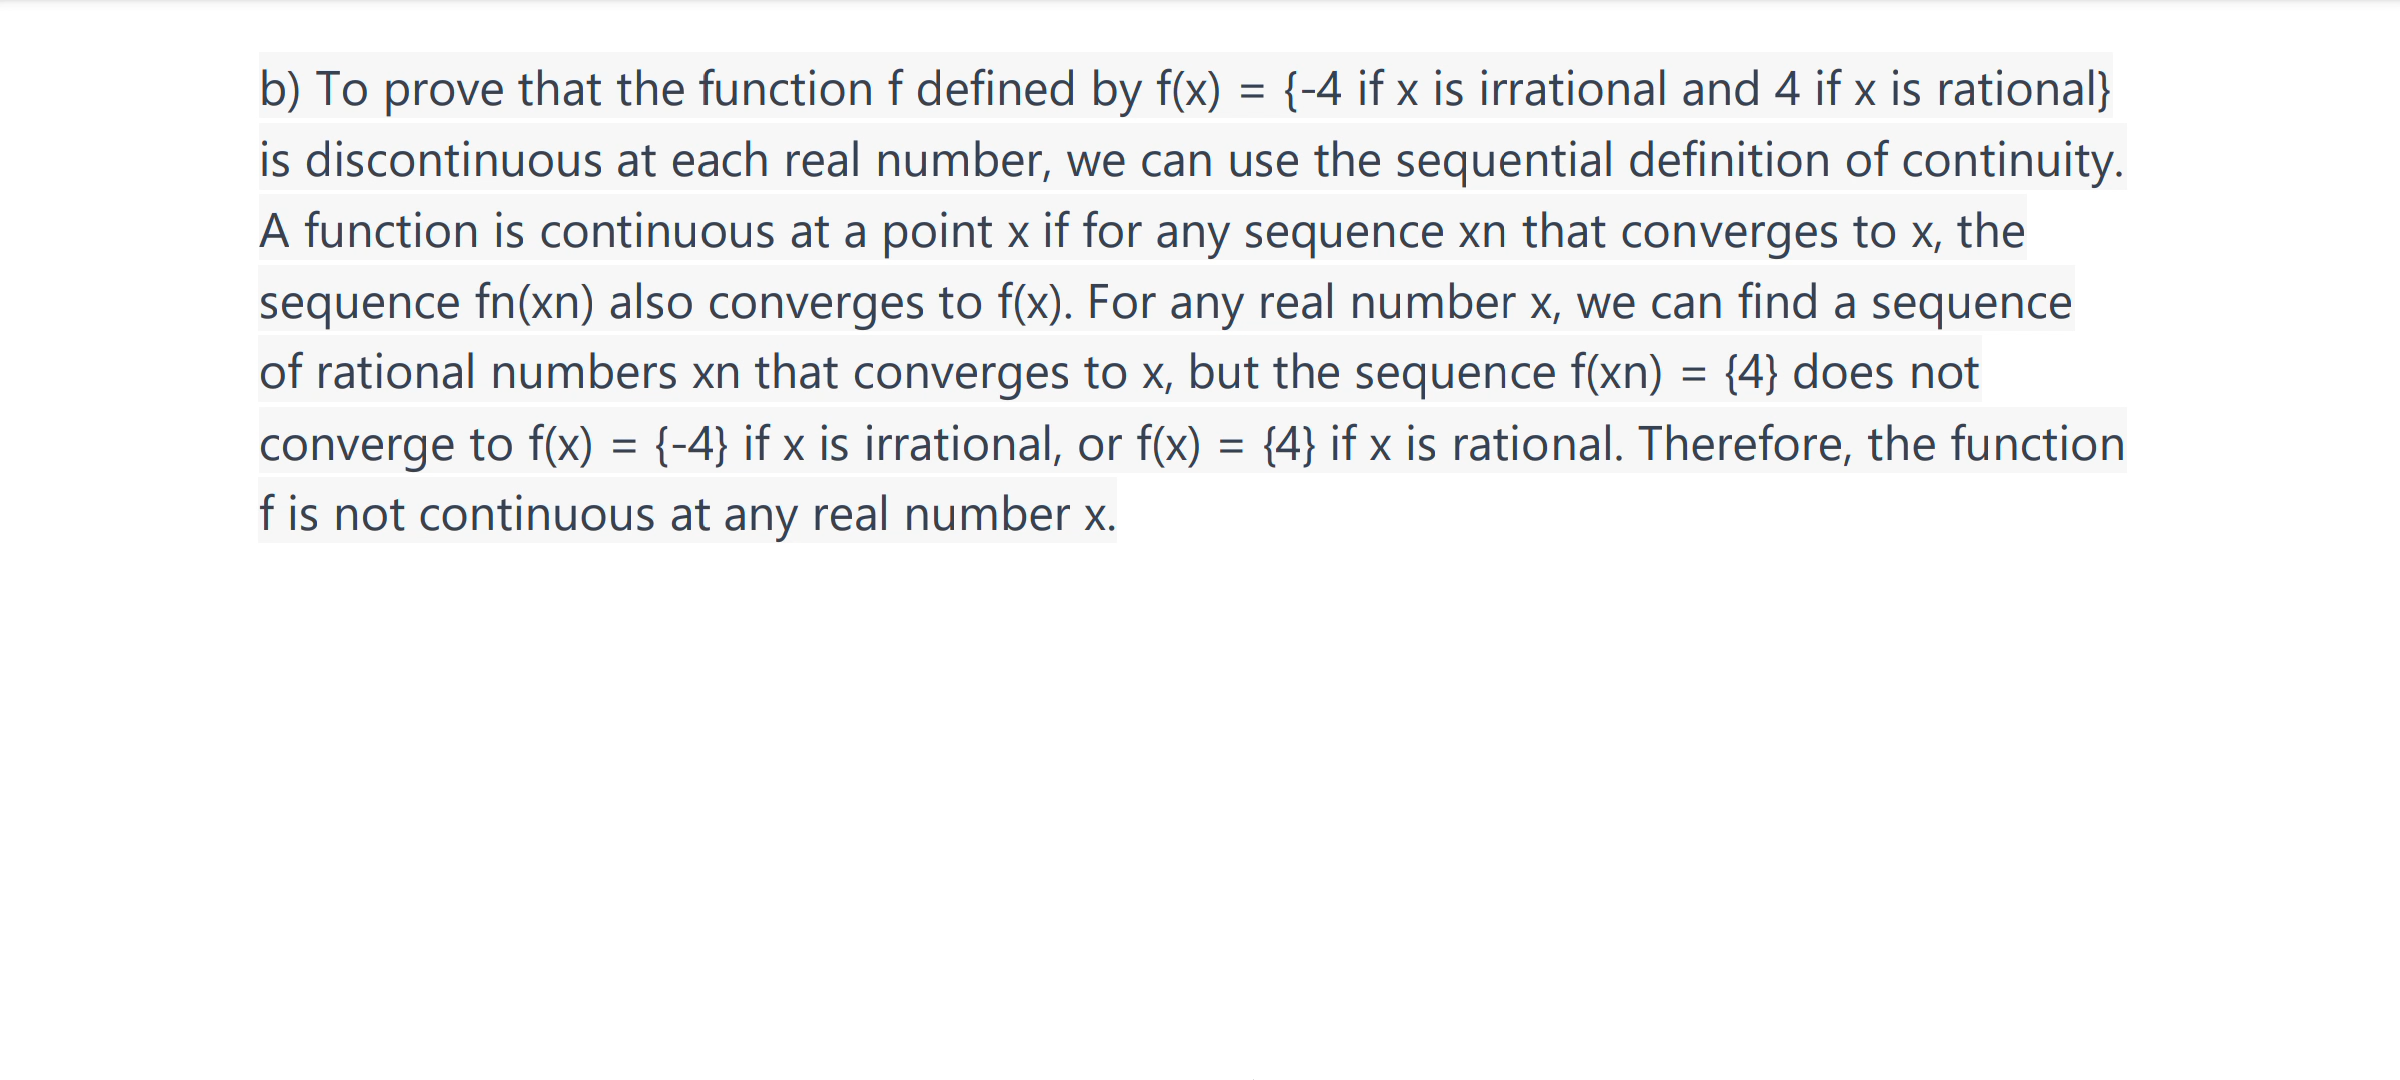 b) To prove that the function f defined by f(x) = {-4 if x is irrational and 4 if x is rational}
is discontinuous at each real number, we can use the sequential definition of continuity.
A function is continuous at a point x if for any sequence xn that converges to x, the
sequence fn(xn) also converges to f(x). For any real number x, we can find a sequence
of rational numbers xn that converges to x, but the sequence f(xn) = {4} does not
converge to f(x) = {-4} if x is irrational, or f(x) = {4} if x is rational. Therefore, the function
f is not continuous at any real number x.